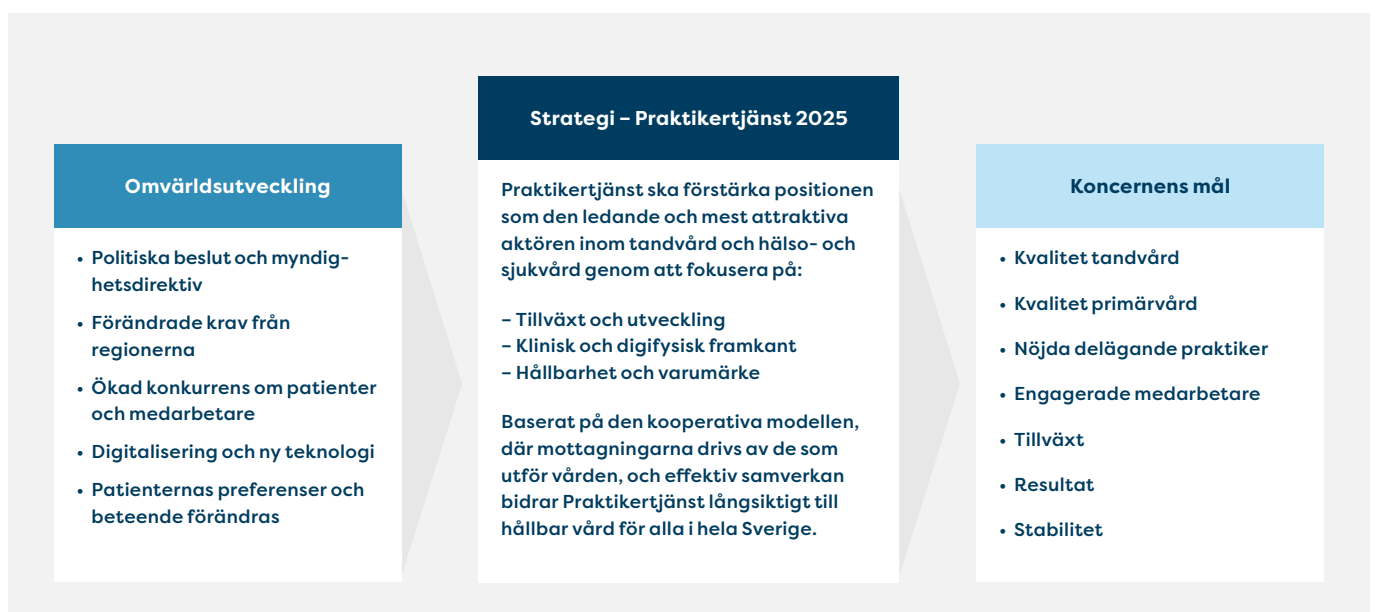 Omvärldsutveckling
• Politiska beslut och myndig-
hetsdirektiv
• Förändrade krav från
regionerna
• Ökad konkurrens om patienter
och medarbetare
• Digitalisering och ny teknologi
• Patienternas preferenser och
beteende förändras
Strategi – Praktikertjänst 2025
Praktikertjänst ska förstärka positionen
som den ledande och mest attraktiva
aktören inom tandvård och hälso- och
sjukvård genom att fokusera på:
– Tillväxt och utveckling
– Klinisk och digifysisk framkant
– Hållbarhet och varumärke
Baserat på den kooperativa modellen,
där mottagningarna drivs av de som
utför vården, och effektiv samverkan
bidrar Praktikertjänst långsiktigt till
hållbar vård för alla i hela Sverige.
Koncernens mål
• Kvalitet tandvård
• Kvalitet primärvård
• Nöjda delägande praktiker
• Engagerade medarbetare
• Tillväxt
• Resultat
• Stabilitet